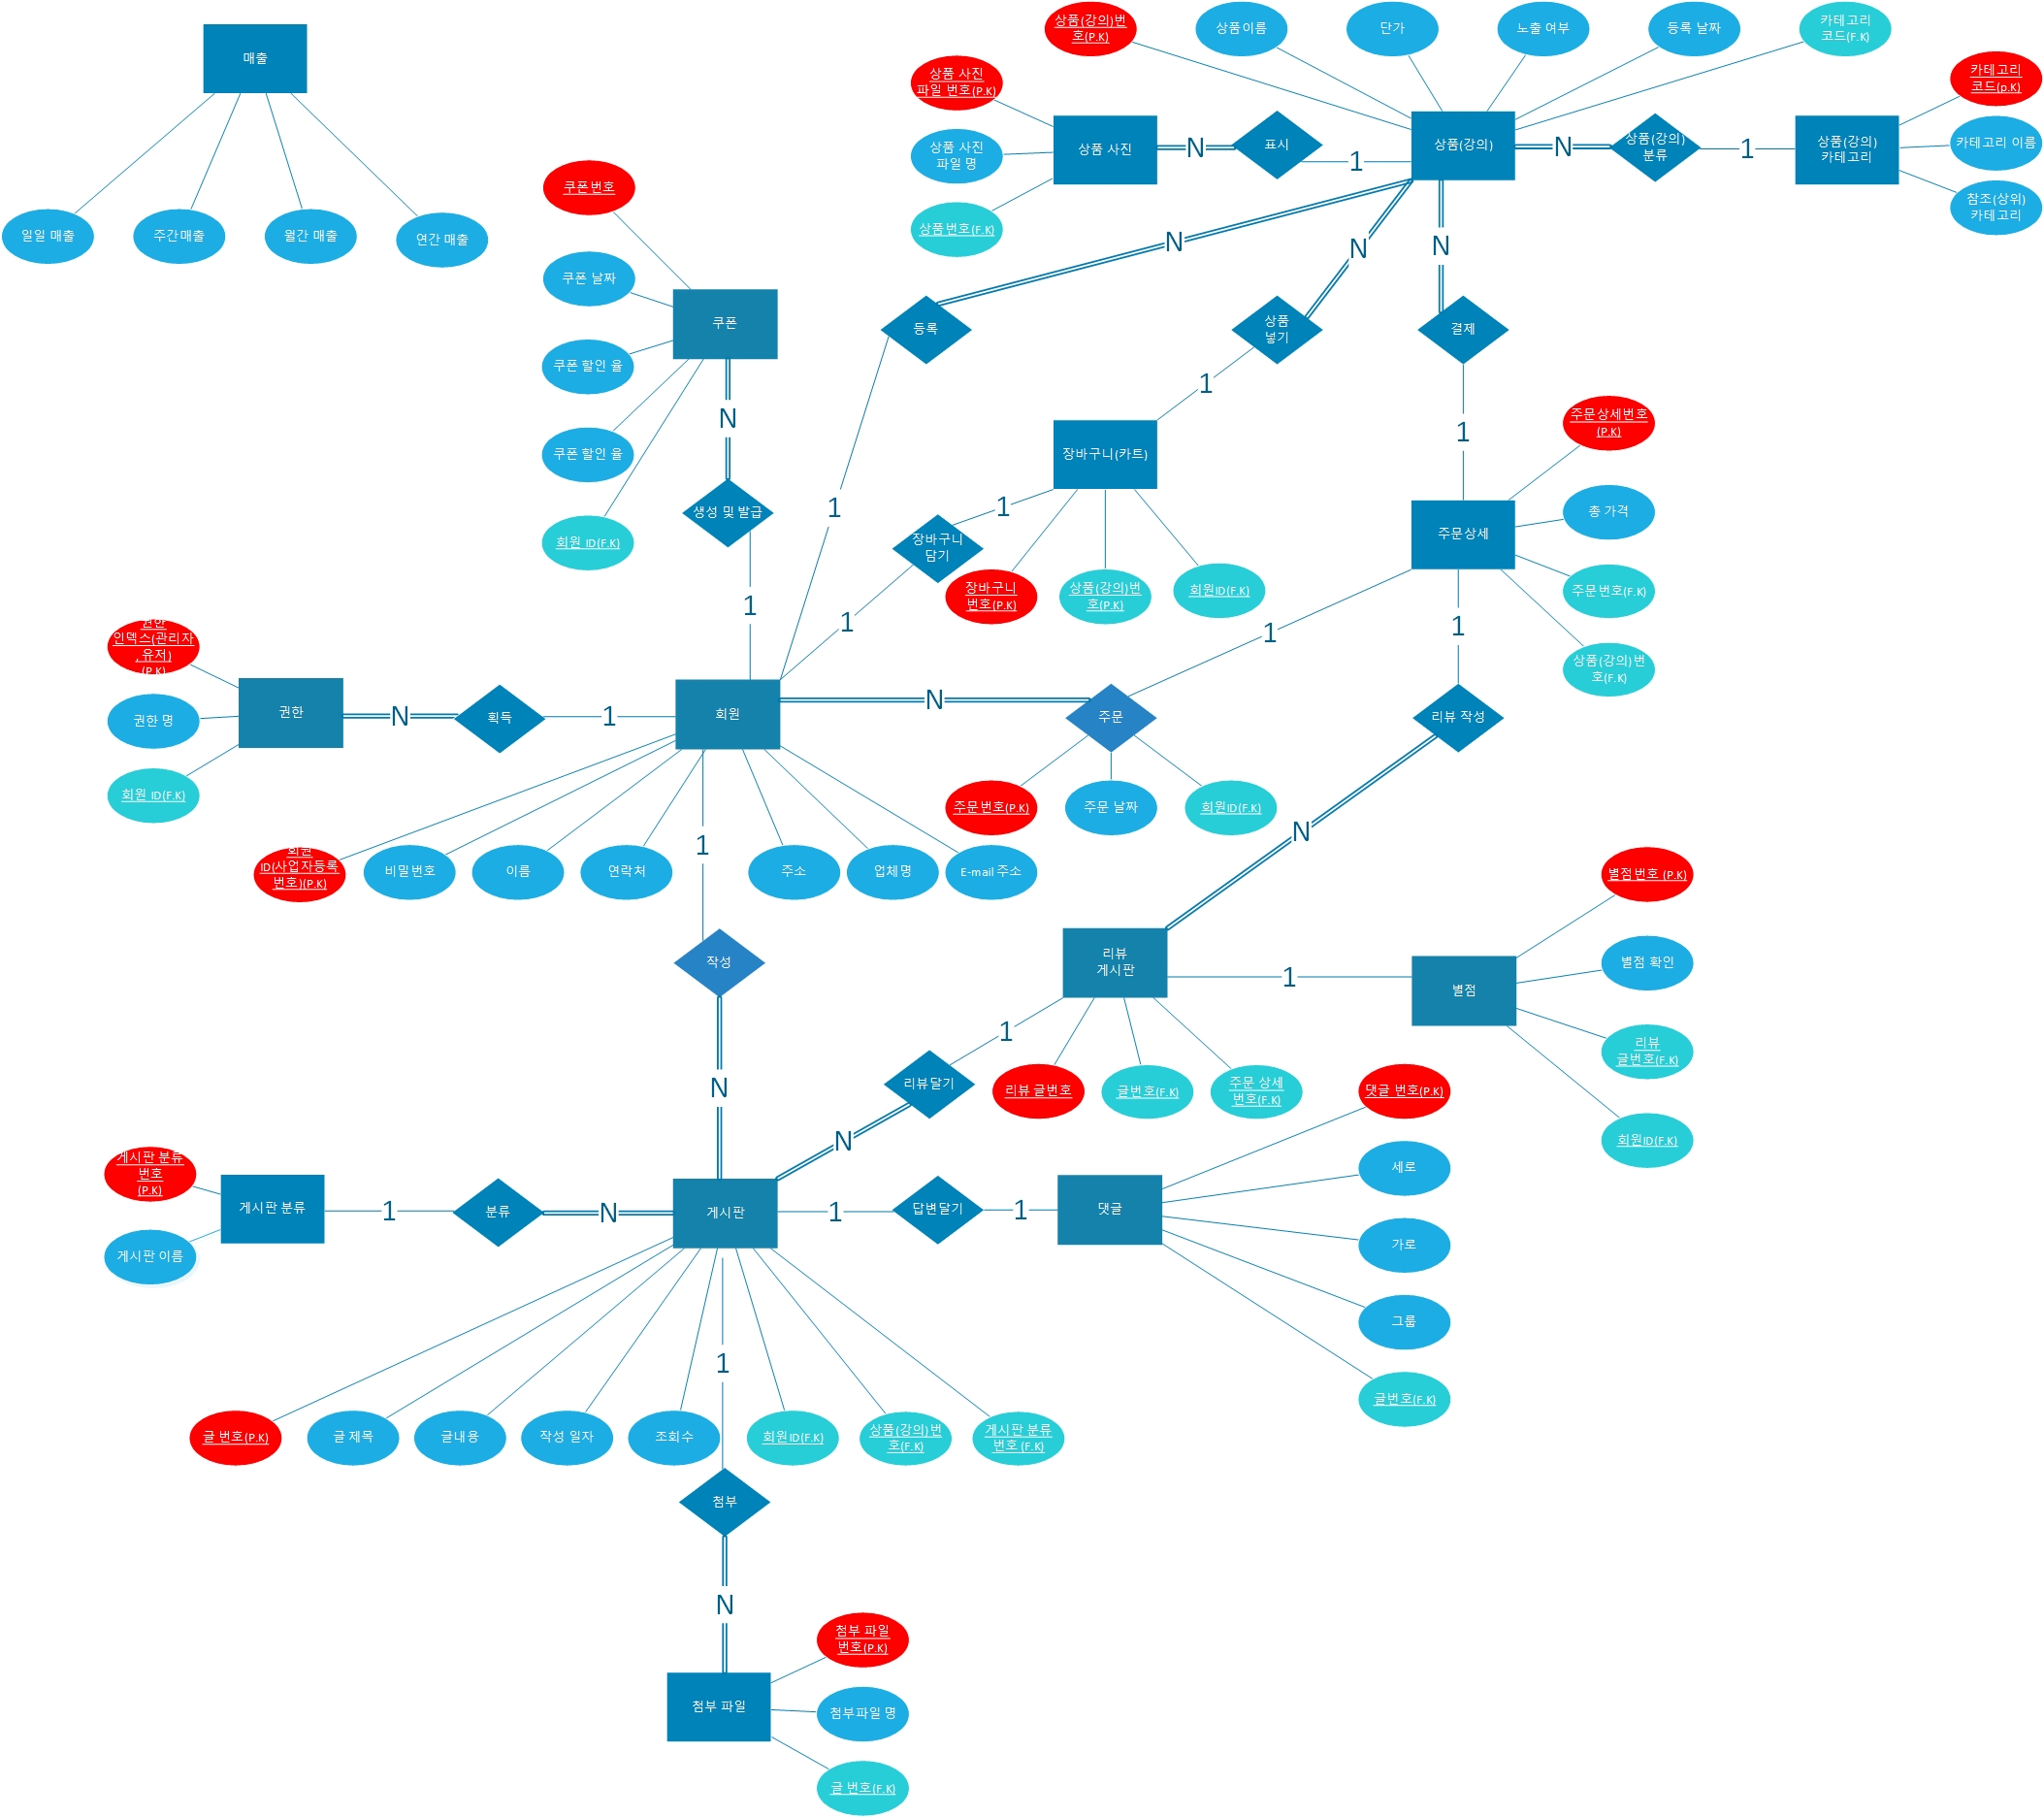 매출
일일 매출
주간매출
월간 매출
연간 매출
상품(강의)번
호(P.K)
상품이름
단가
노출 여부
등록 날짜
카테고리
코드(F.K)
상품 사진
파일 번호(P.K)
상품 사진
파일 명
상품번호(F.K)
상품 사진
N
표시
1
상품(강의)
N
상품(강의)
분류
1
상품(강의)
카테고리
카테고리
코드(p.K)
카테고리 이름
참조(상위)
카테고리
쿠폰번호
쿠폰 날짜
쿠폰 할인 율
쿠폰 할인 율
회원 ID(F.K)
쿠폰
N
생성 및 발급
1
N
등록
1
N
상품
넣기
1
N
결제
1
장바구니(카트)
1
장바구니
담기
1
장바구니
번호(P.K)
상품(강의)번
호(P.K)
회원ID(F.K)
주문상세
주문상세번호
(P.K)
총 가격
주문번호(F.K)
상품(강의)번
호(F.K)
1
1
권한
인덱스(관리자
,유저)
(P.K)
권한 명
회원 ID(F.K)
권한
N
획득
1
회원
N
주문
주문번호(P.K)
주문 날짜
회원ID(F.K)
리뷰 작성
N
회원
ID(사업자등록
번호)(P.K)
비밀번호
이름
연락처
1
주소
업체명
E-mail 주소
작성
N
리뷰
게시판
1
별점
별점번호 (P.K)
별점 확인
리뷰
글번호(F.K)
회원ID(F.K)
1
리뷰달기
N
리뷰 글번호
글번호(F.K)
주문 상세
번호(F.K)
게시판 분류
번호
(P.K)
게시판 이름
게시판 분류
1
분류
N
게시판
1
답변달기
1
댓글
댓글 번호(P.K)
세로
가로
그룹
글번호(F.K)
1
글 번호(P.K)
글 제목
글내용
작성 일자
조회수
회원ID(F.K)
상품(강의)번
호(F.K)
게시판 분류
번호 (F.K)
첨부
N
첨부 파일
첨부 파일
번호(P.K)
첨부파일 명
글 번호(F.K)